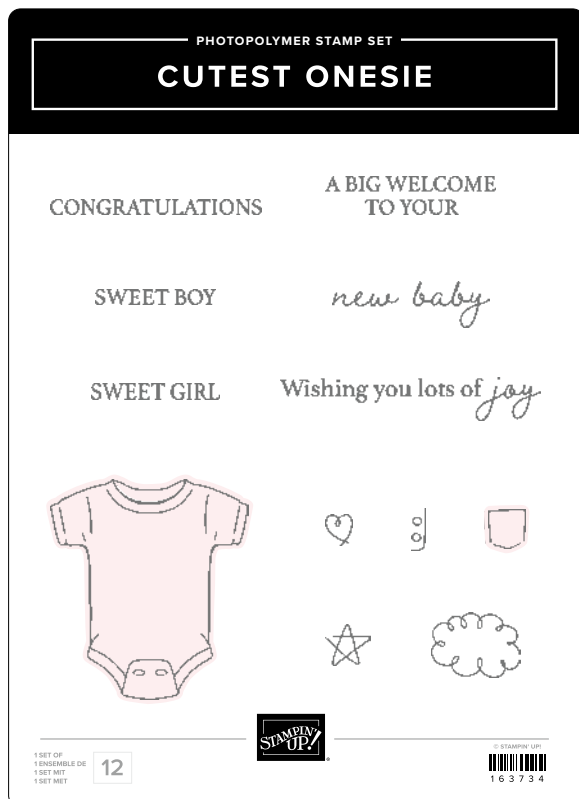 PHOTOPOLYMER STAMP SET
CUTEST ONESIE
CONGRATULATIONS
A BIG WELCOME
TO YOUR
SWEET BOY
new baby
SWEET GIRL
Wishing you lots of joy
STAMPIN' UP!®
1 SET OF
1 ENSEMBLE DE
1 SET MIT
1 SET MET
12
© STAMPIN' UP!
163734